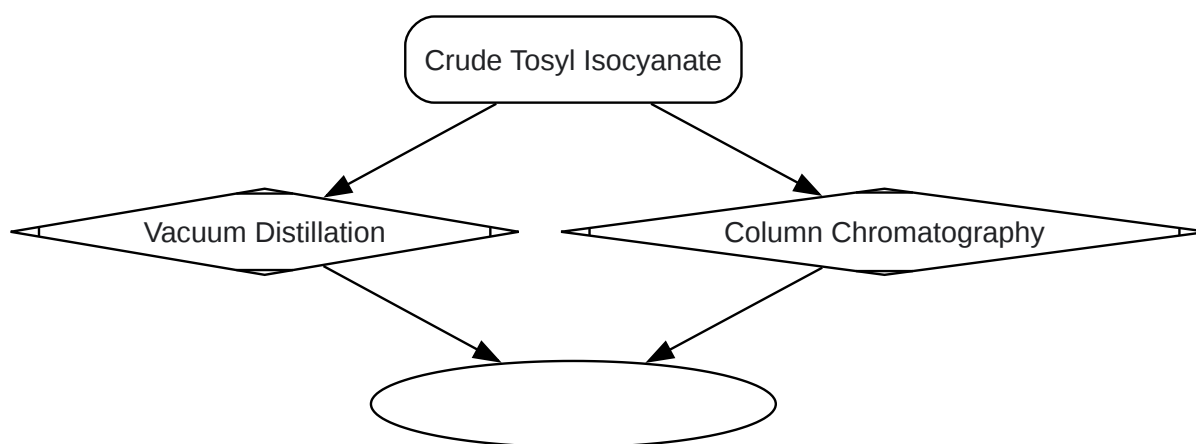 Crude Tosyl Isocyanate
Vacuum Distillation
Column Chromatography